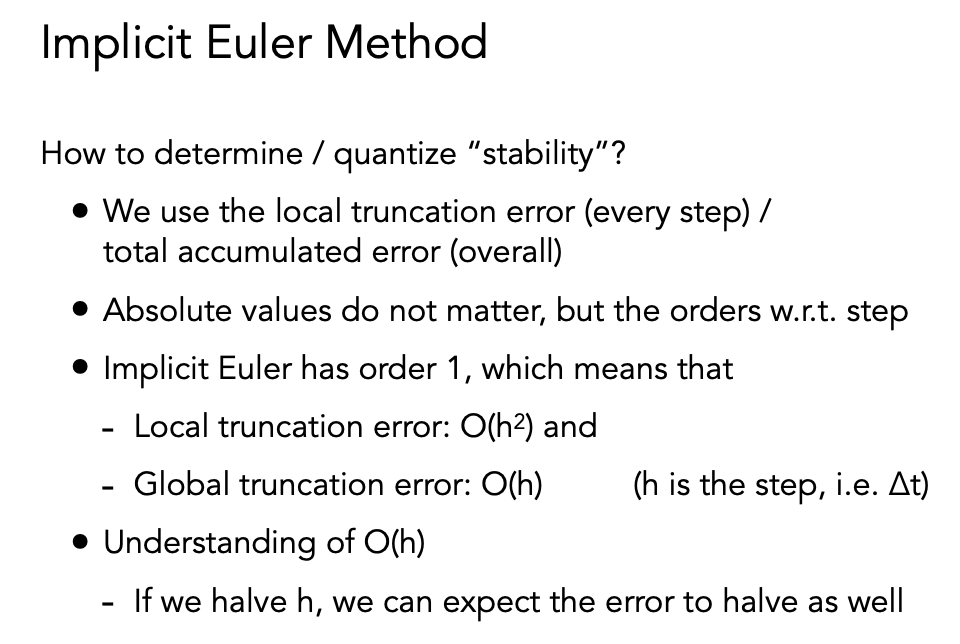 Implicit Euler Method
How to determine / quantize “stability”?
• We use the local truncation error (every step) /
total accumulated error (overall)
• Absolute values do not matter, but the orders w.r.t. step
• Implicit Euler has order 1, which means that
- Local truncation error: O(h²) and
- Global truncation error: O(h) (h is the step, i.e. ∆t)
• Understanding of O(h)
- If we halve h, we can expect the error to halve as well